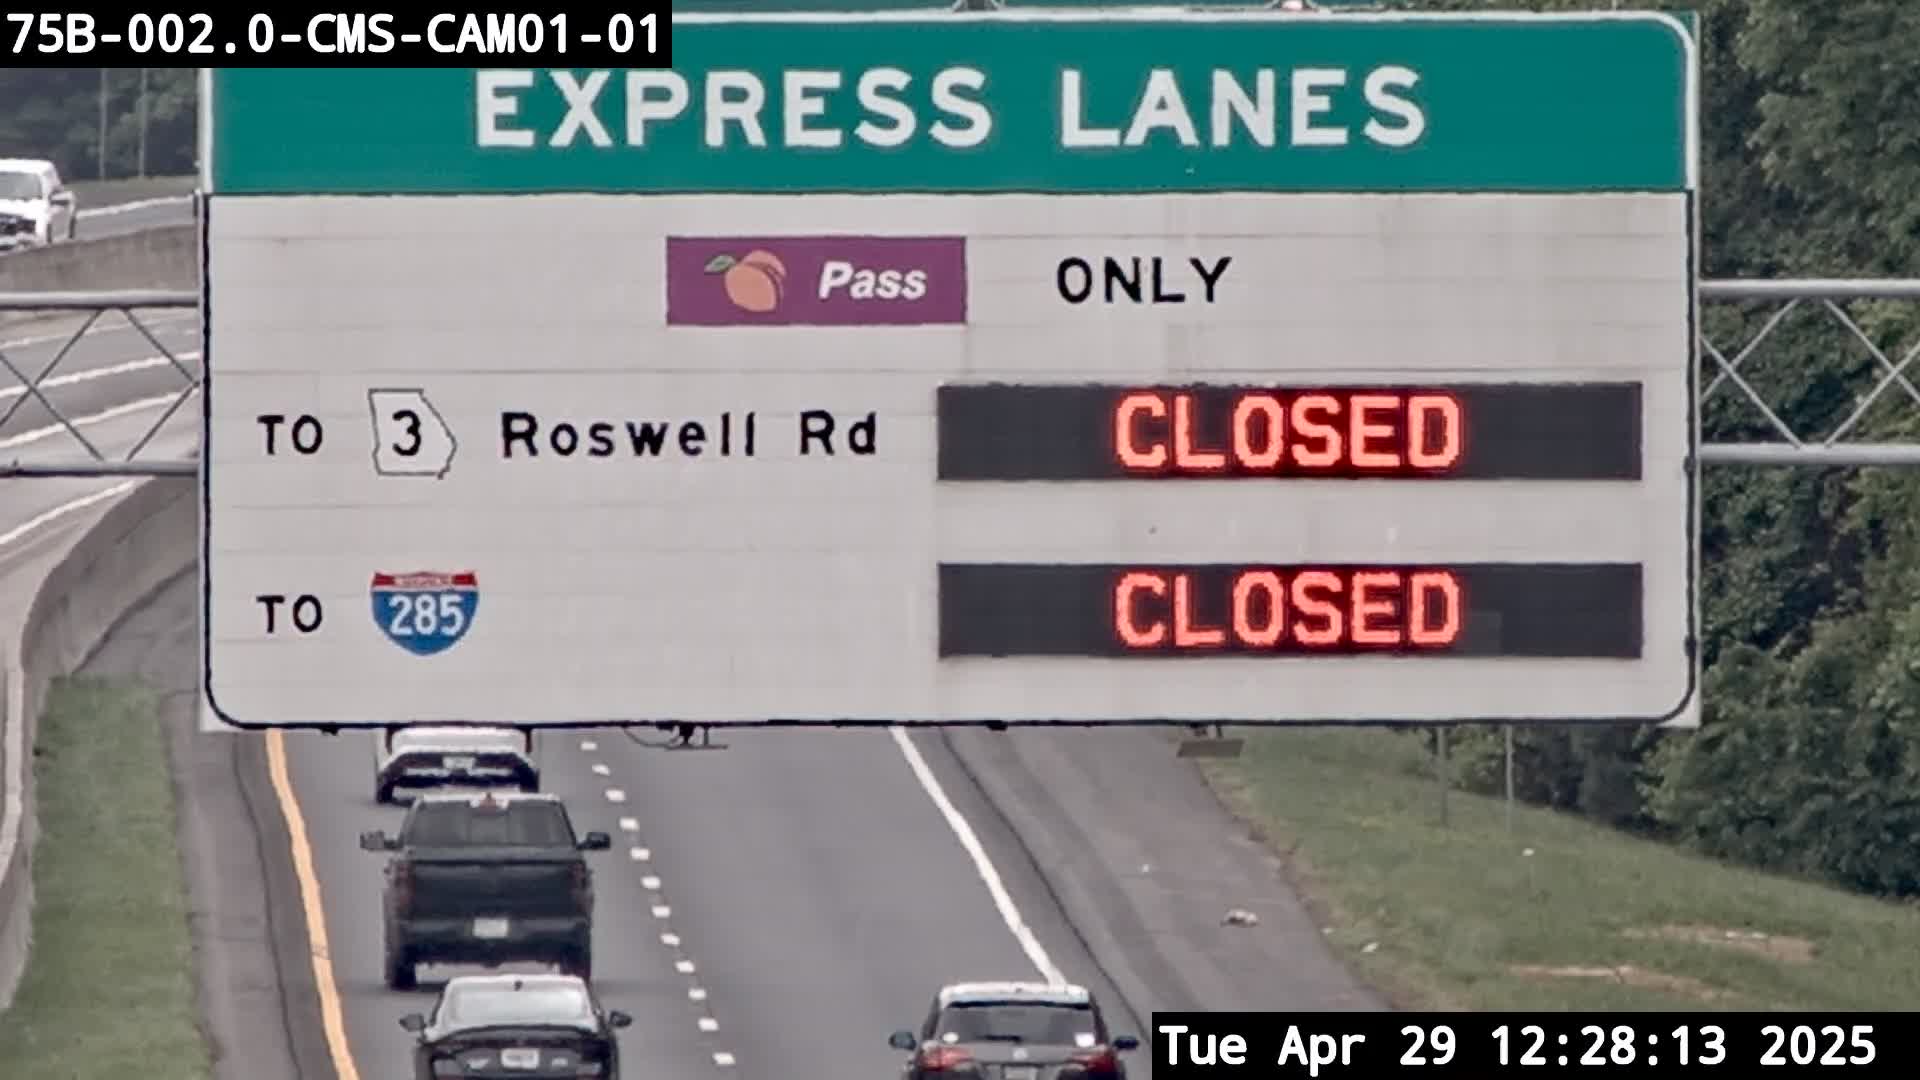 75B-002.0-CMS-CAM01-01
EXPRESS LANES
Pass ONLY
TO 3 Roswell Rd CLOSED
TO 285 CLOSED
Tue Apr 29 12:28:13 2025